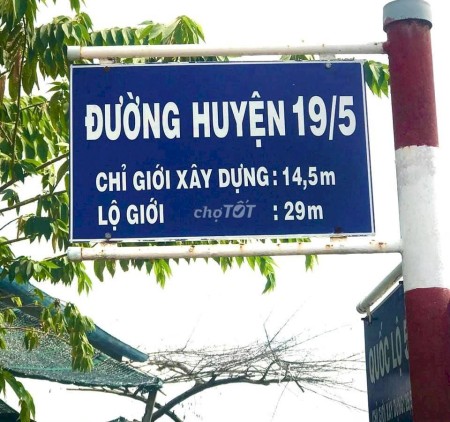 ĐƯỜNG HUYỆN 19/5
CHỈ GIỚI XÂY DỰNG : 14,5m
LỘ GIỚI : 29m
chợTỐT
QUỐC LỘ